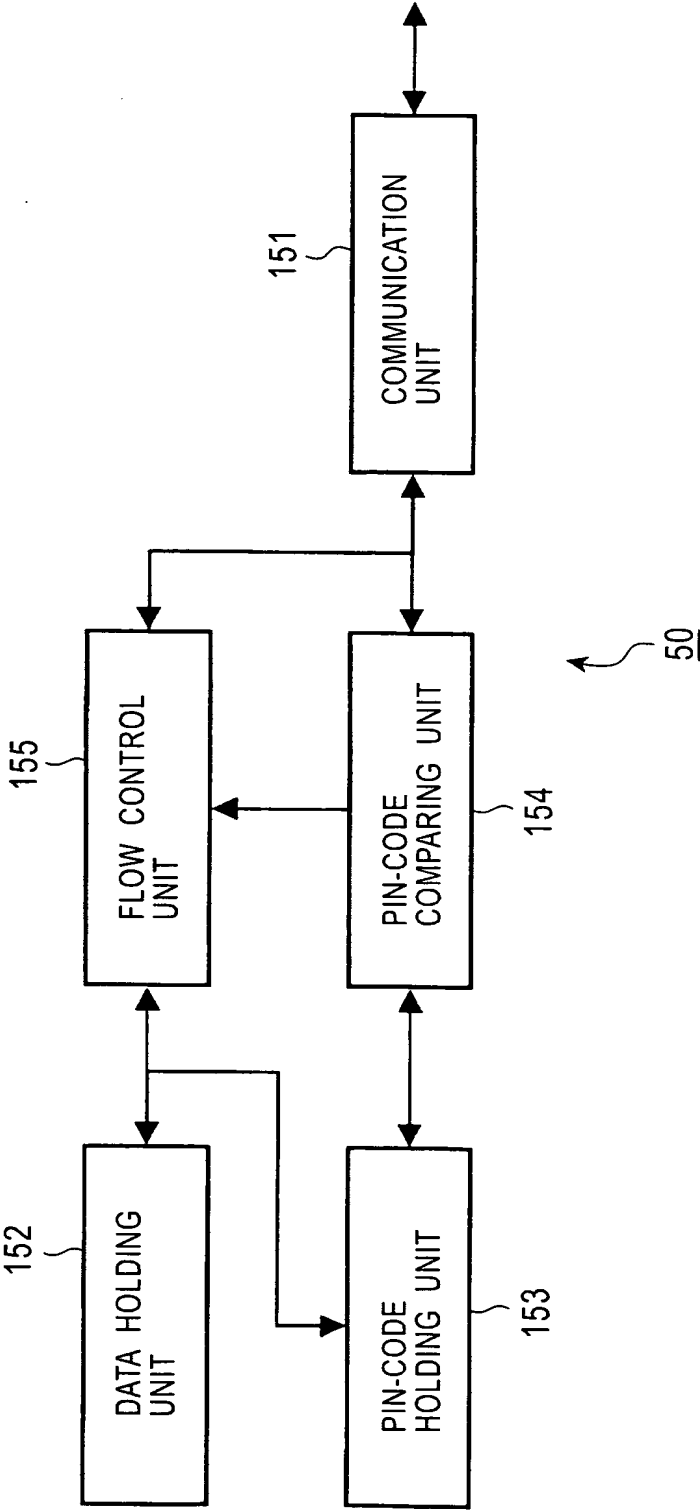 152
DATA HOLDING
UNIT
155
FLOW CONTROL
UNIT
151
COMMUNICATION
UNIT
PIN-CODE
HOLDING UNIT
153
PIN-CODE
COMPARING UNIT
154
50